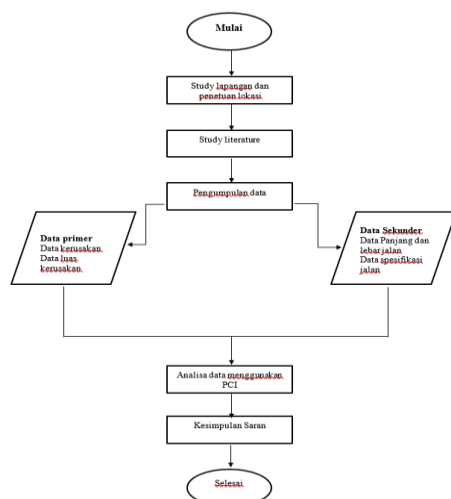 Mulai
Study lapangan dan
penetuan lokasi
Study literature
Pengumpulan data
Data primer
Data kerusakan
Data luas
kerusakan
Data Sekunder
Data Panjang dan
lebar jalan
Data spesifikasi
jalan
Analisa data menggunakan
PCI
Kesimpulan Saran
Selesai